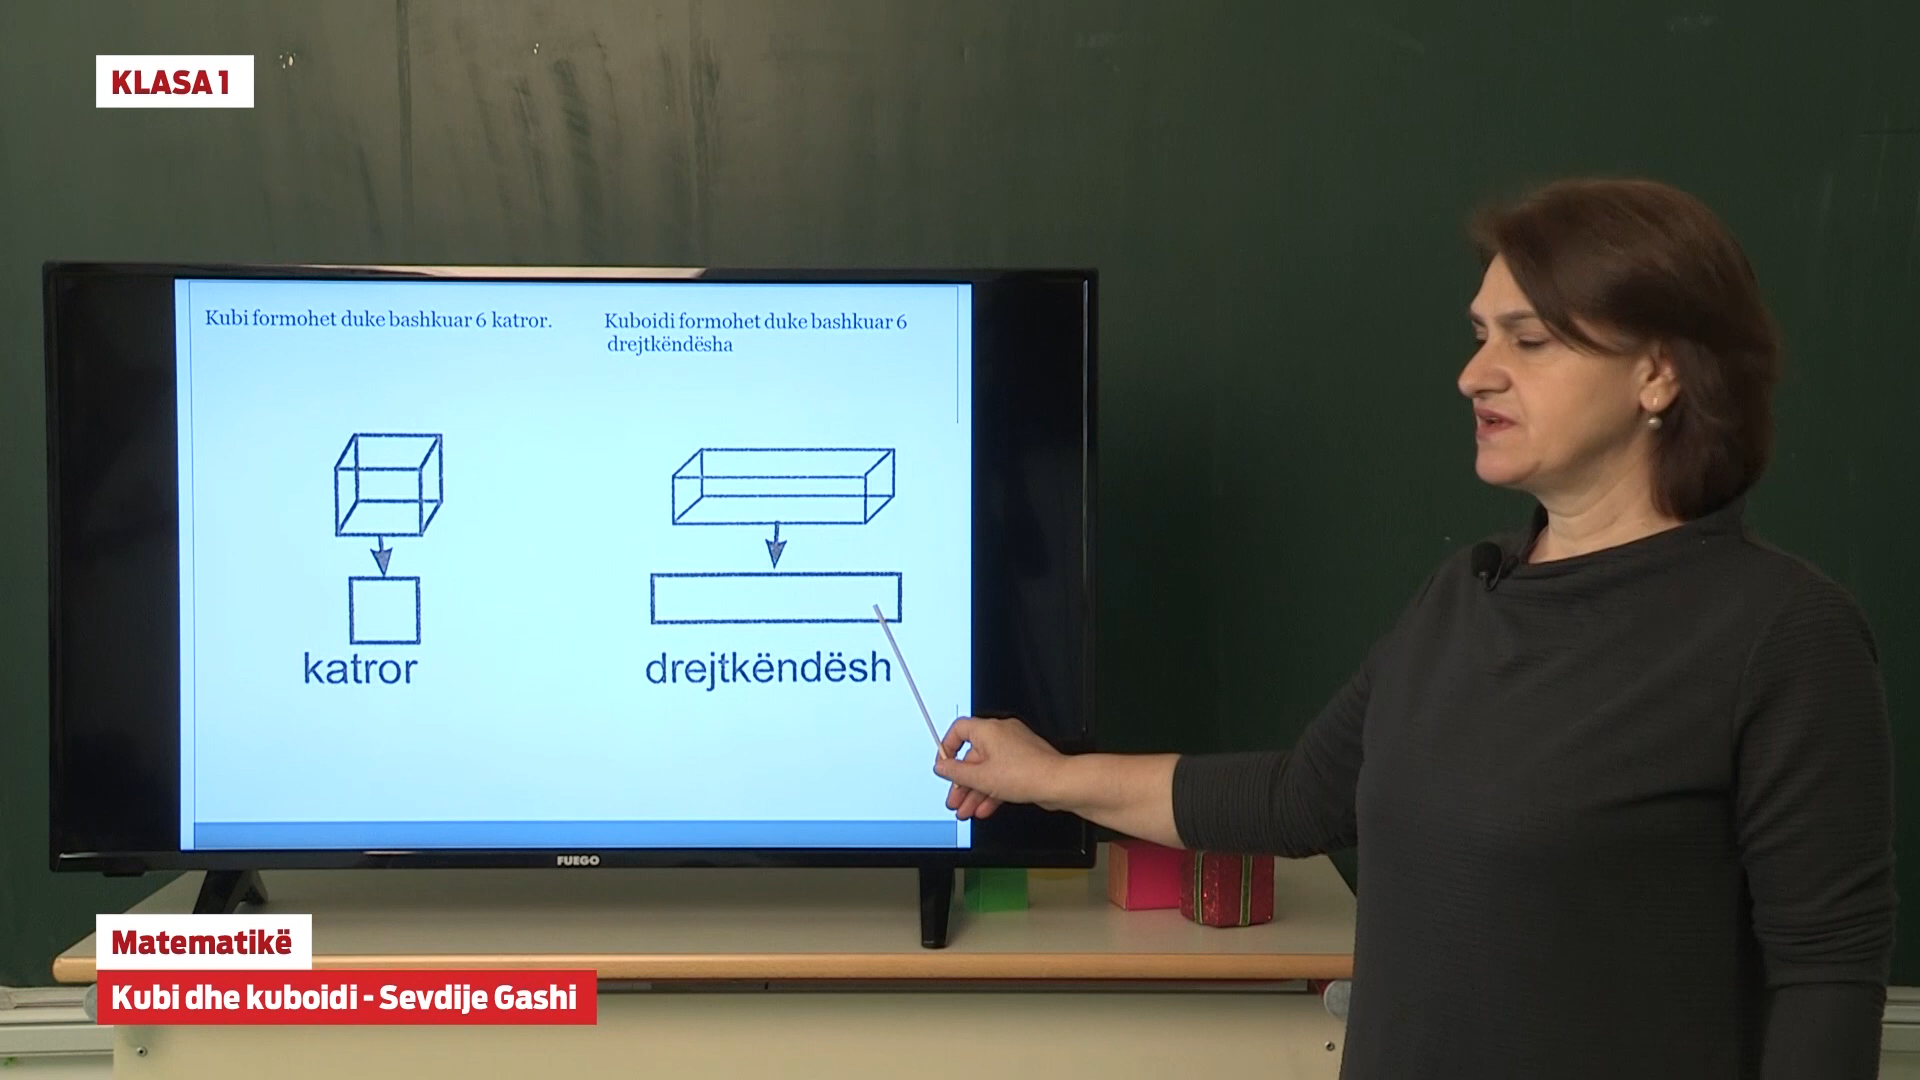 KLASA 1
Kubi formohet duke bashkuar 6 katror.
Kuboidi formohet duke bashkuar 6
drejtkëndësha
katror
drejtkëndësh
FUEGO
Matematikë
Kubi dhe kuboidi - Sevdije Gashi